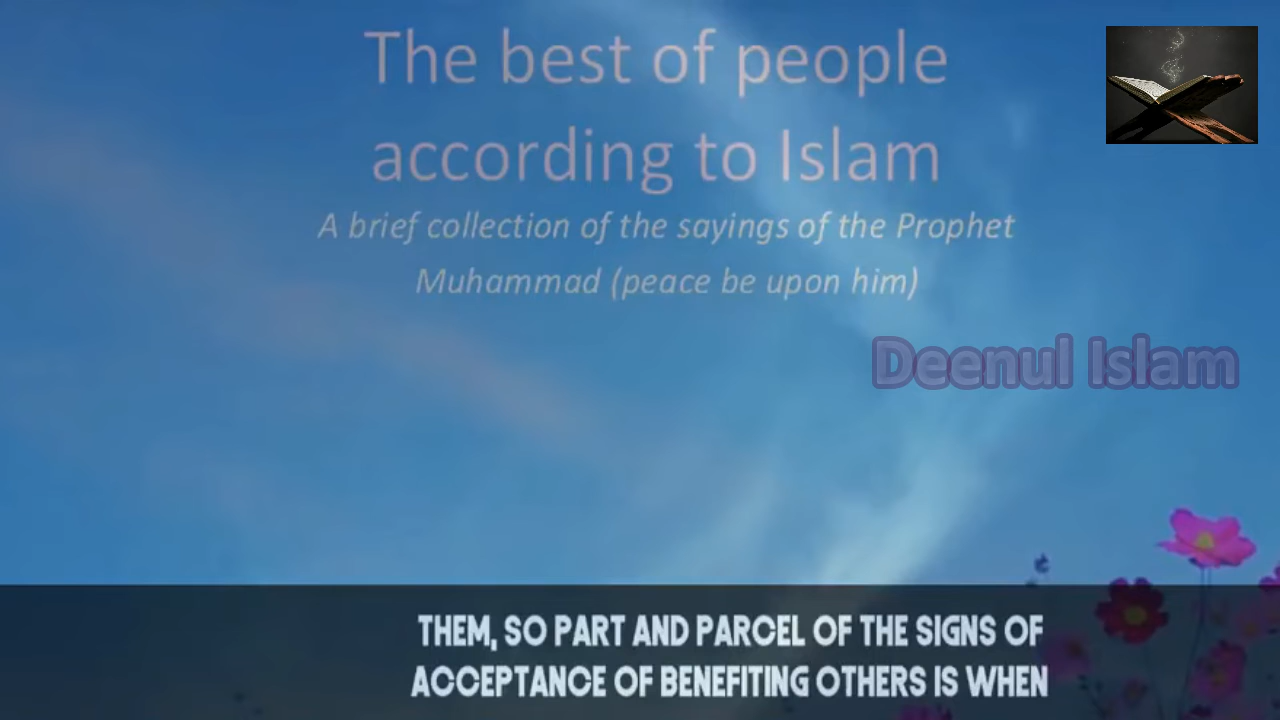 The best of people
according to Islam
A brief collection of the sayings of the Prophet
Muhammad (peace be upon him)
Deenul Islam
THEM, SO PART AND PARCEL OF THE SIGNS OF
ACCEPTANCE OF BENEFITING OTHERS IS WHEN